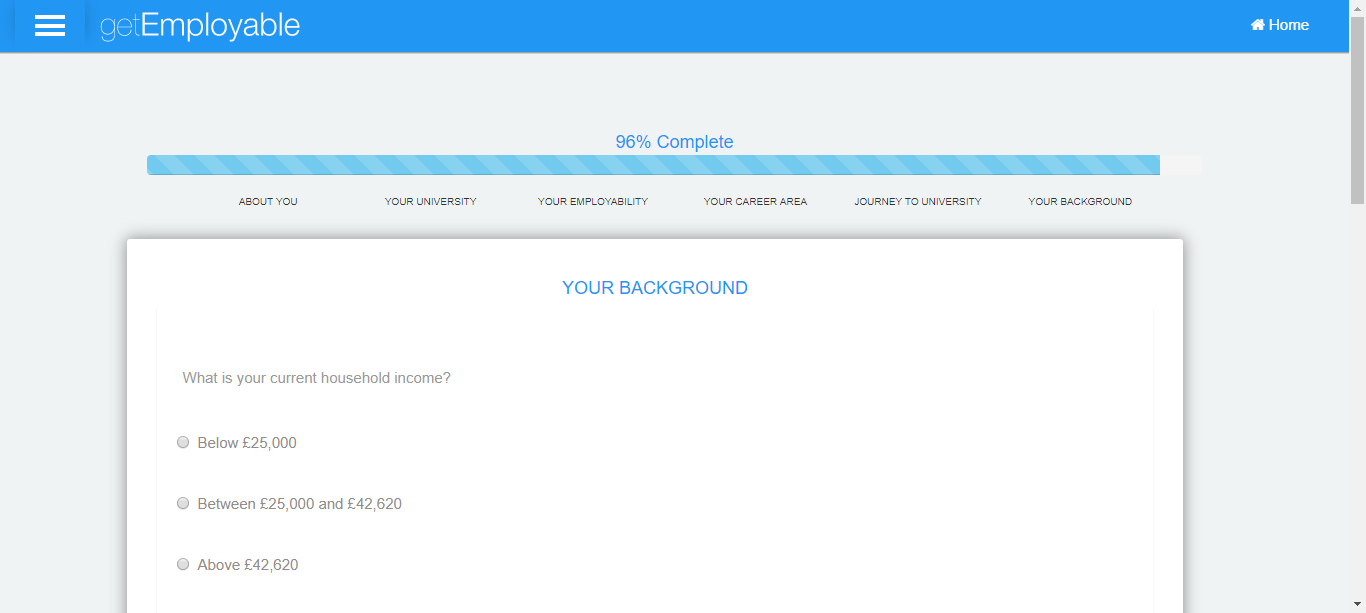 getEmployable
Home
96% Complete
ABOUT YOU YOUR UNIVERSITY YOUR EMPLOYABILITY YOUR CAREER AREA JOURNEY TO UNIVERSITY YOUR BACKGROUND
YOUR BACKGROUND
What is your current household income?
Below £25,000
Between £25,000 and £42,620
Above £42,620